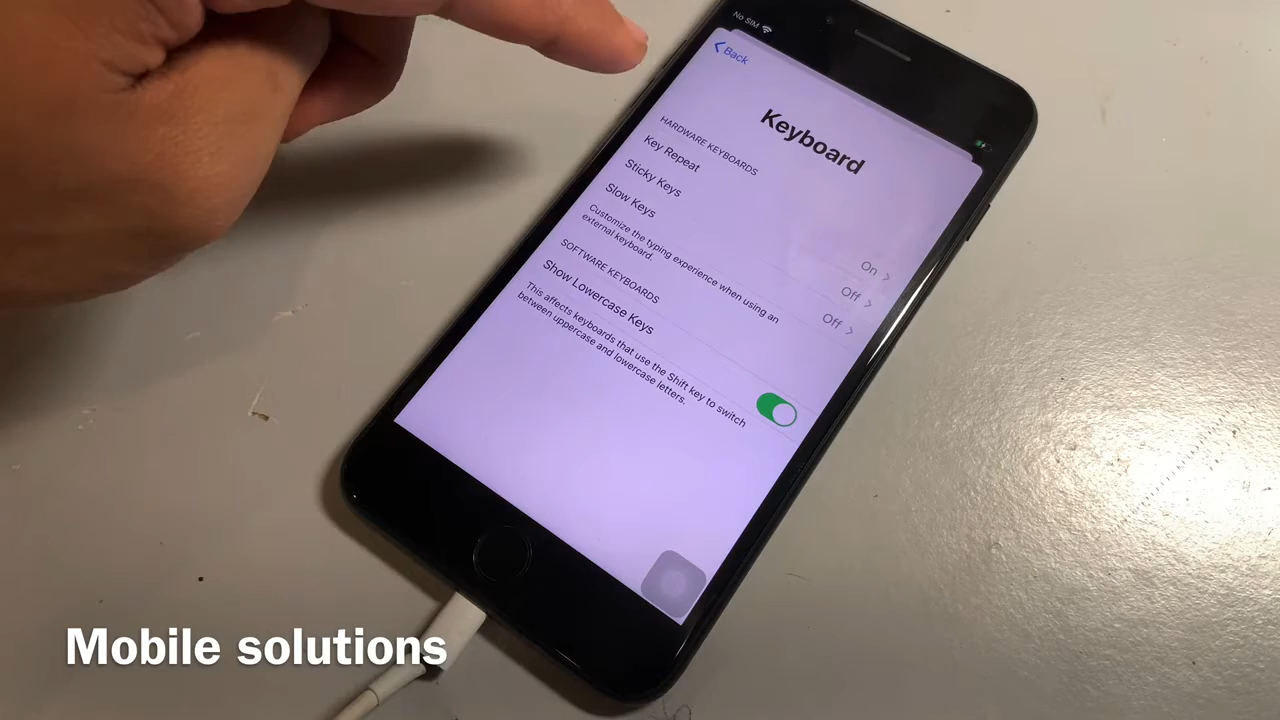 No SIM
Back
Keyboard
HARDWARE KEYBOARDS
Key Repeat
On
Sticky Keys
Off
Slow Keys
Off
Customize the typing experience when using an
external keyboard.
SOFTWARE KEYBOARDS
Show Lowercase Keys
This affects keyboards that use the Shift key to switch
between uppercase and lowercase letters.
Mobile solutions